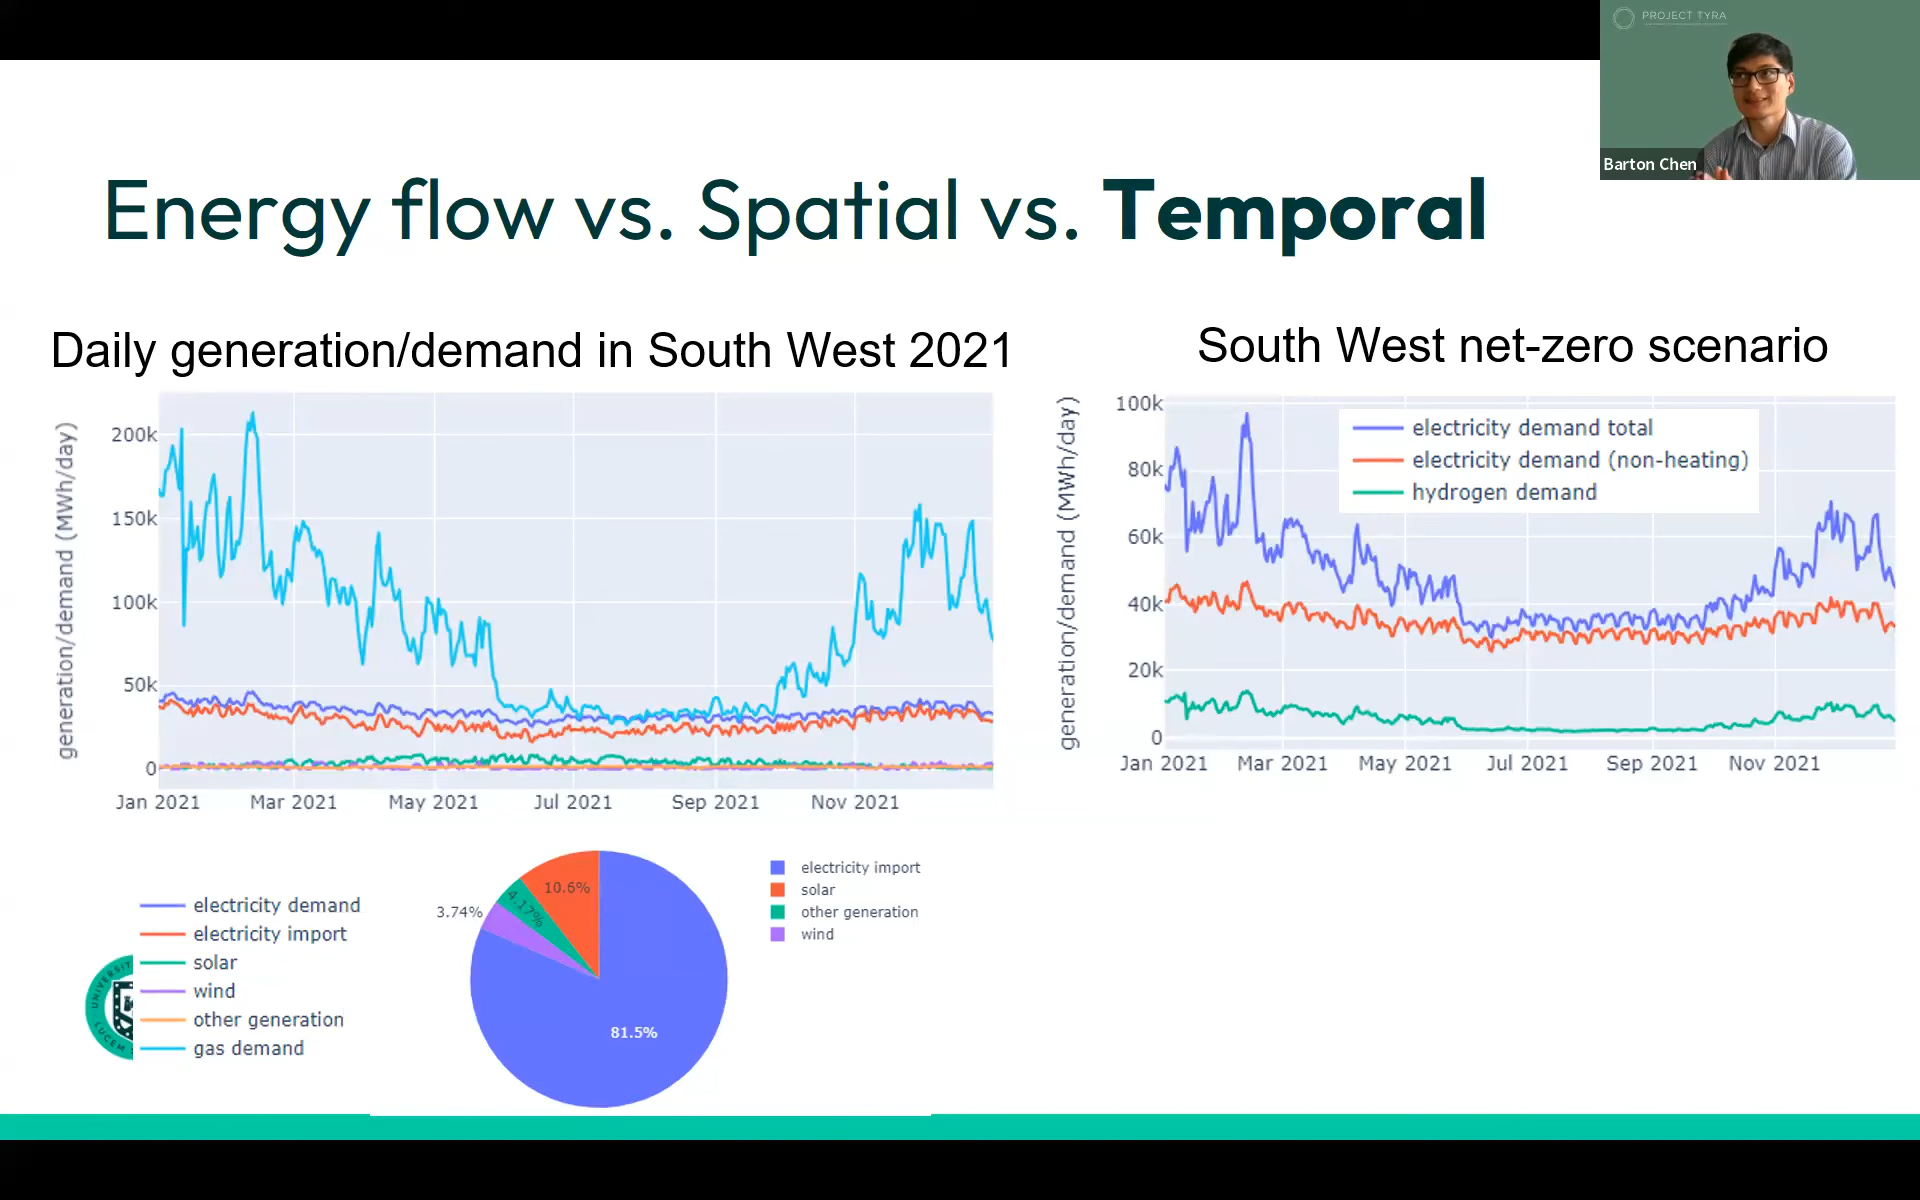 PROJECT TYRA
Barton Chen
Energy flow vs. Spatial vs. Temporal
Daily generation/demand in South West 2021
generation/demand (MWh/day)
200k
150k
100k
50k
0
Jan 2021 Mar 2021 May 2021 Jul 2021 Sep 2021 Nov 2021
South West net-zero scenario
generation/demand (MWh/day)
100k
80k
60k
40k
20k
0
electricity demand total
electricity demand (non-heating)
hydrogen demand
Jan 2021 Mar 2021 May 2021 Jul 2021 Sep 2021 Nov 2021
electricity demand
electricity import
solar
wind
other generation
gas demand
10.6%
4.17%
3.74%
81.5%
electricity import
solar
other generation
wind